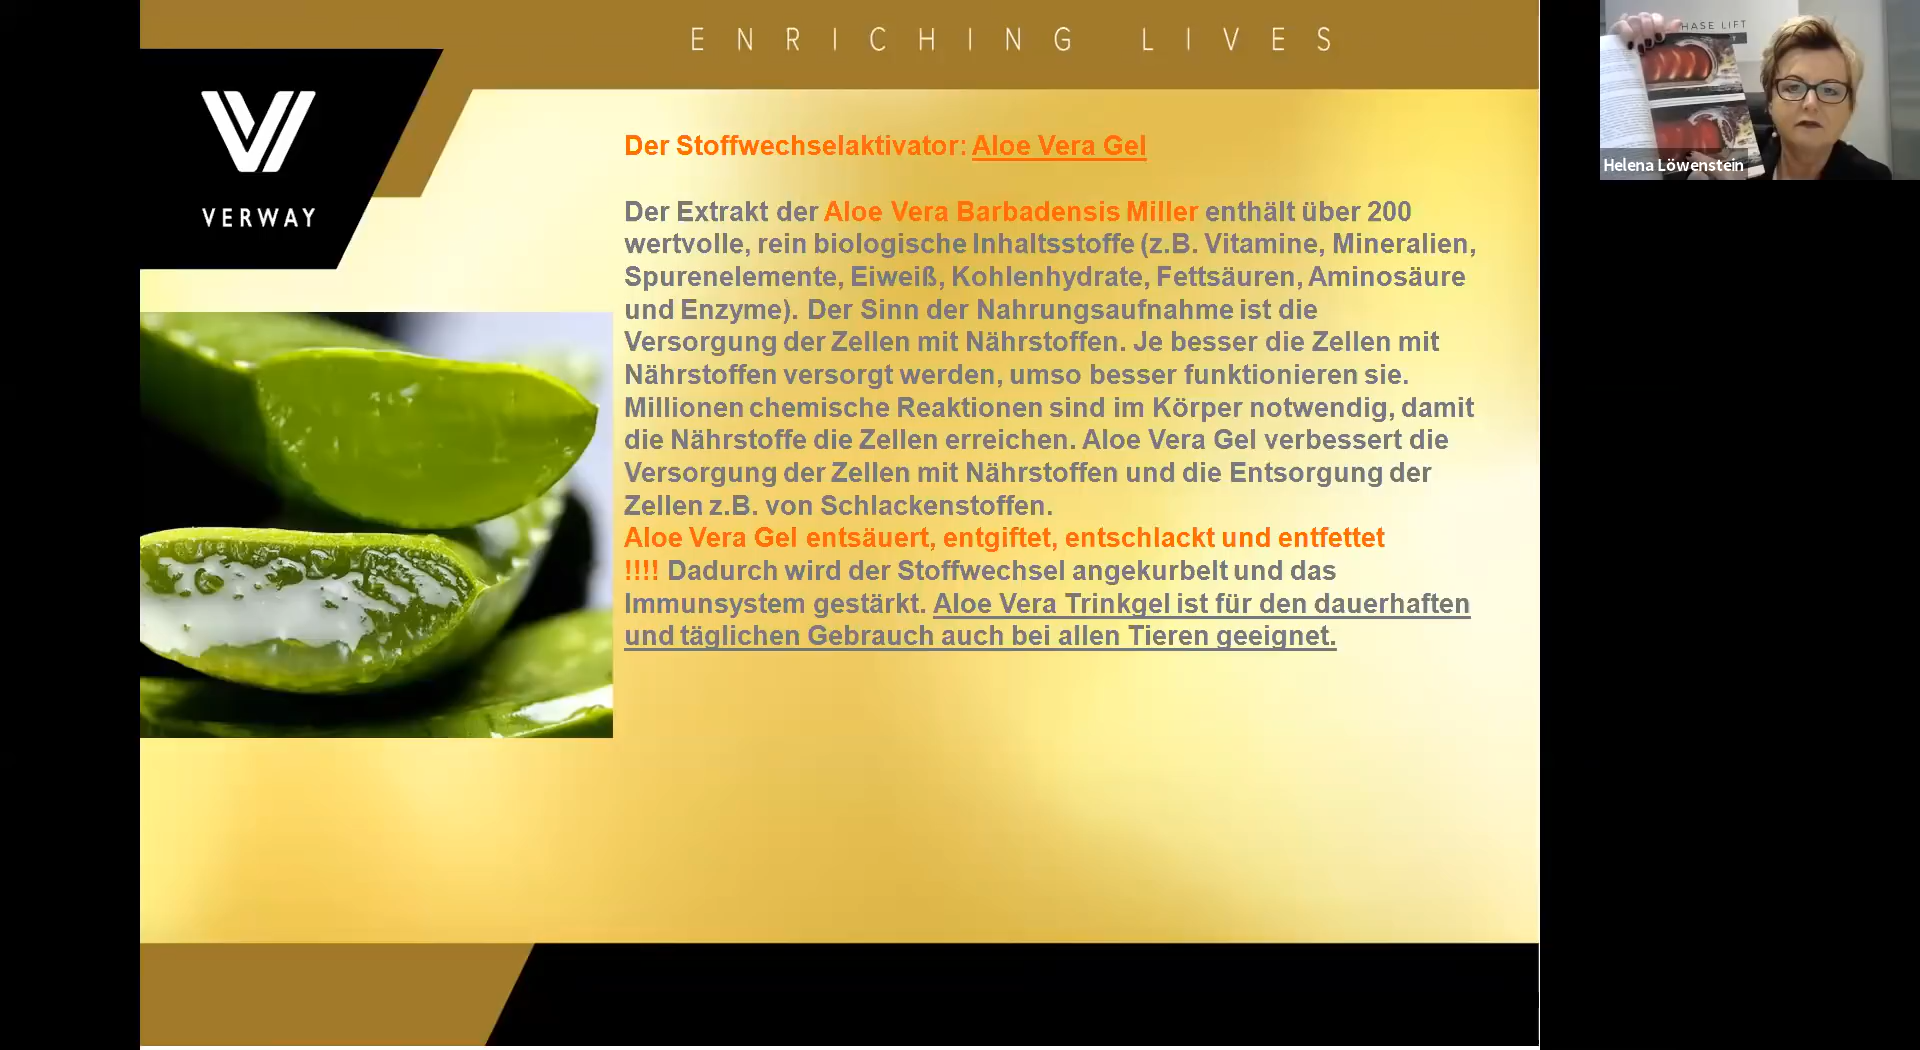 ENRICHING LIVES
VERWAY
Der Stoffwechselaktivator: Aloe Vera Gel
Der Extrakt der Aloe Vera Barbadensis Miller enthält über 200
wertvolle, rein biologische Inhaltsstoffe (z.B. Vitamine, Mineralien,
Spurenelemente, Eiweiß, Kohlenhydrate, Fettsäuren, Aminosäure
und Enzyme). Der Sinn der Nahrungsaufnahme ist die
Versorgung der Zellen mit Nährstoffen. Je besser die Zellen mit
Nährstoffen versorgt werden, umso besser funktionieren sie.
Millionen chemische Reaktionen sind im Körper notwendig, damit
die Nährstoffe die Zellen erreichen. Aloe Vera Gel verbessert die
Versorgung der Zellen mit Nährstoffen und die Entsorgung der
Zellen z.B. von Schlackenstoffen.
Aloe Vera Gel entsäuert, entgiftet, entschlackt und entfettet
!!!! Dadurch wird der Stoffwechsel angekurbelt und das
Immunsystem gestärkt. Aloe Vera Trinkgel ist für den dauerhaften
und täglichen Gebrauch auch bei allen Tieren geeignet.
HASE LIFT
Helena Löwenstein